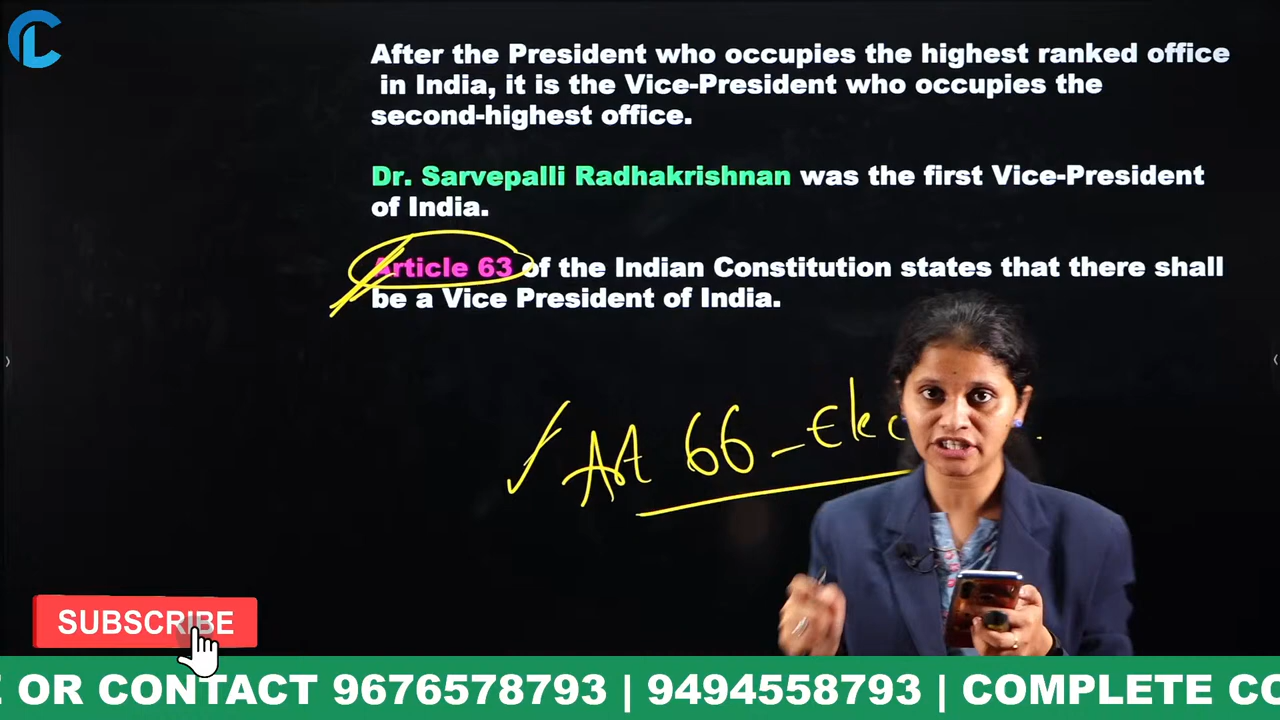 After the President who occupies the highest ranked office
in India, it is the Vice-President who occupies the
second-highest office.
Dr. Sarvepalli Radhakrishnan was the first Vice-President
of India.
Article 63 of the Indian Constitution states that there shall
be a Vice President of India.
Art 66 - Elec
SUBSCRIBE
E OR CONTACT 9676578793 | 9494558793 | COMPLETE CO